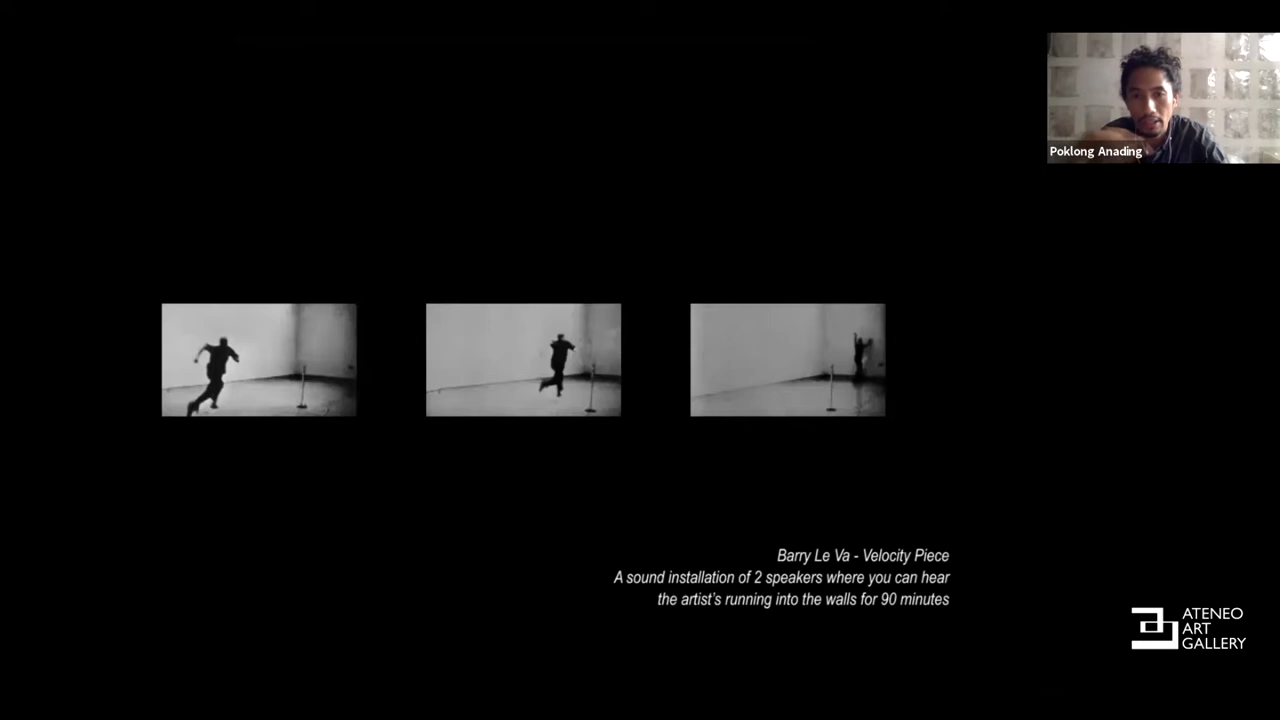 Poklong Anading
Barry Le Va - Velocity Piece
A sound installation of 2 speakers where you can hear
the artist's running into the walls for 90 minutes
ATENEO
ART
GALLERY